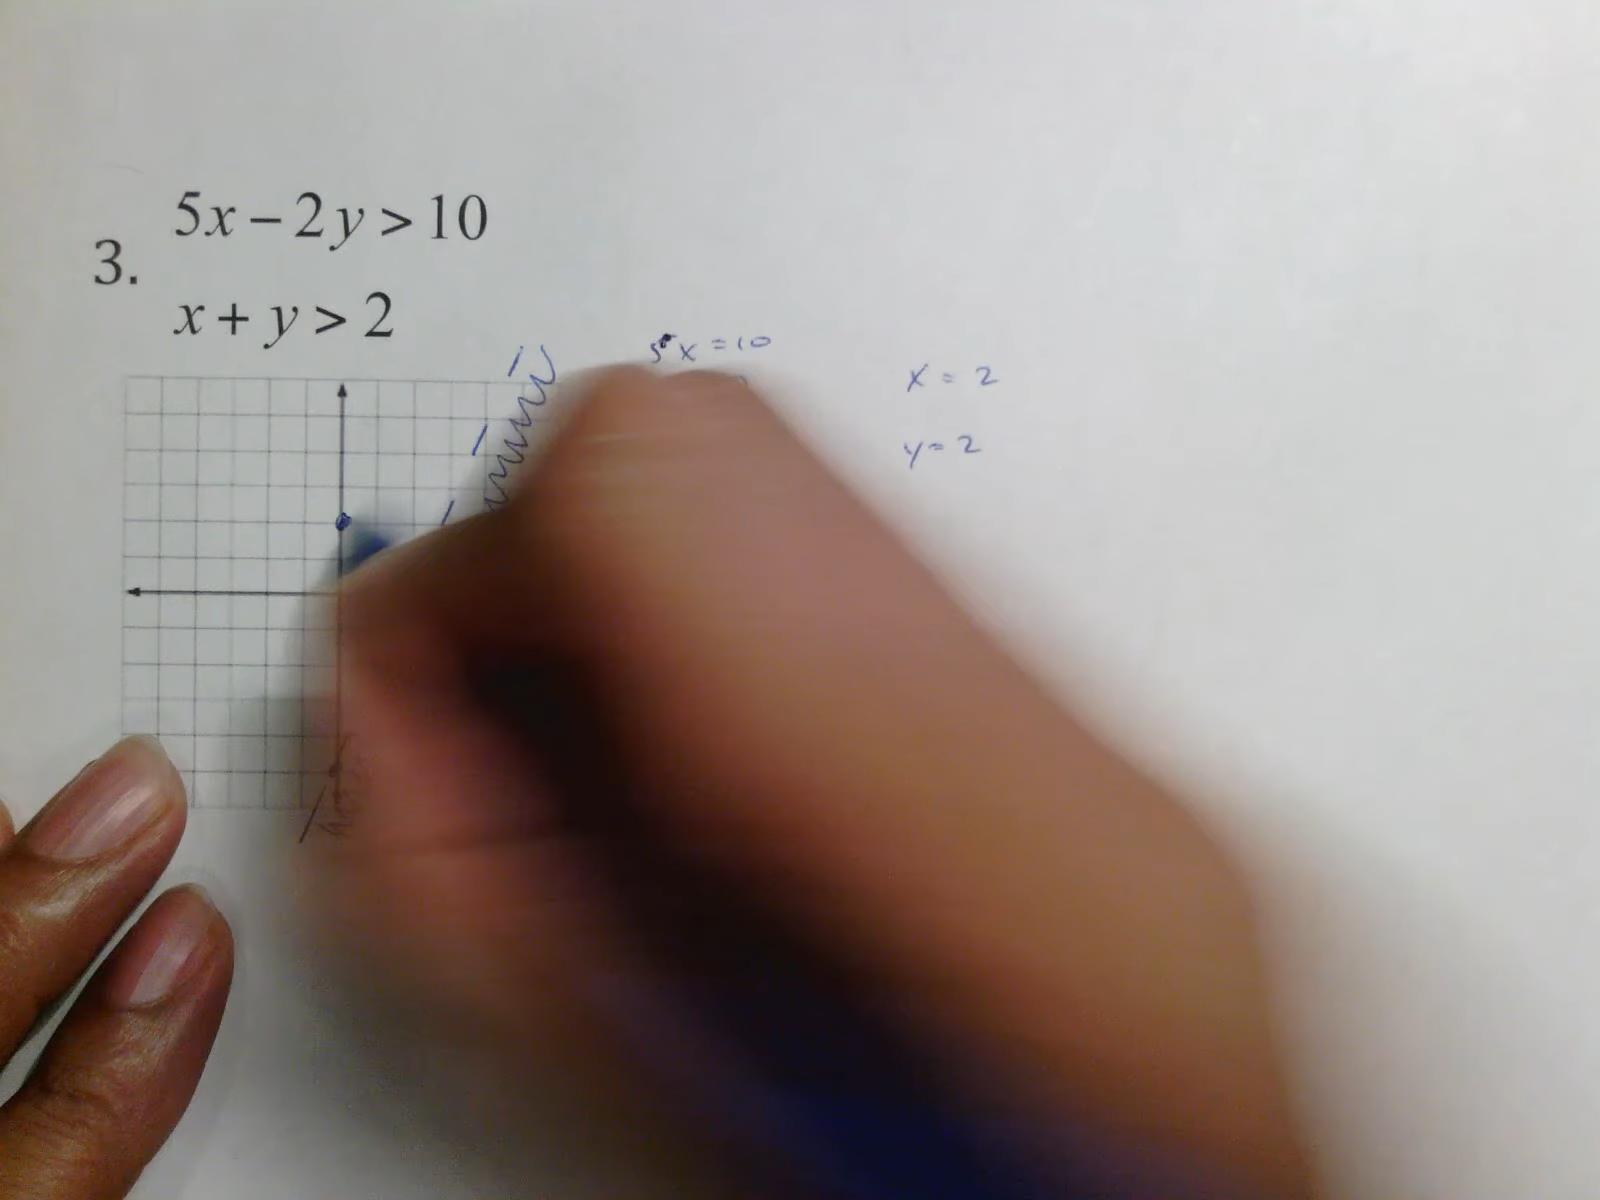 5x − 2y > 10
3.
x + y > 2
5x = 10
x = 2
y = 2